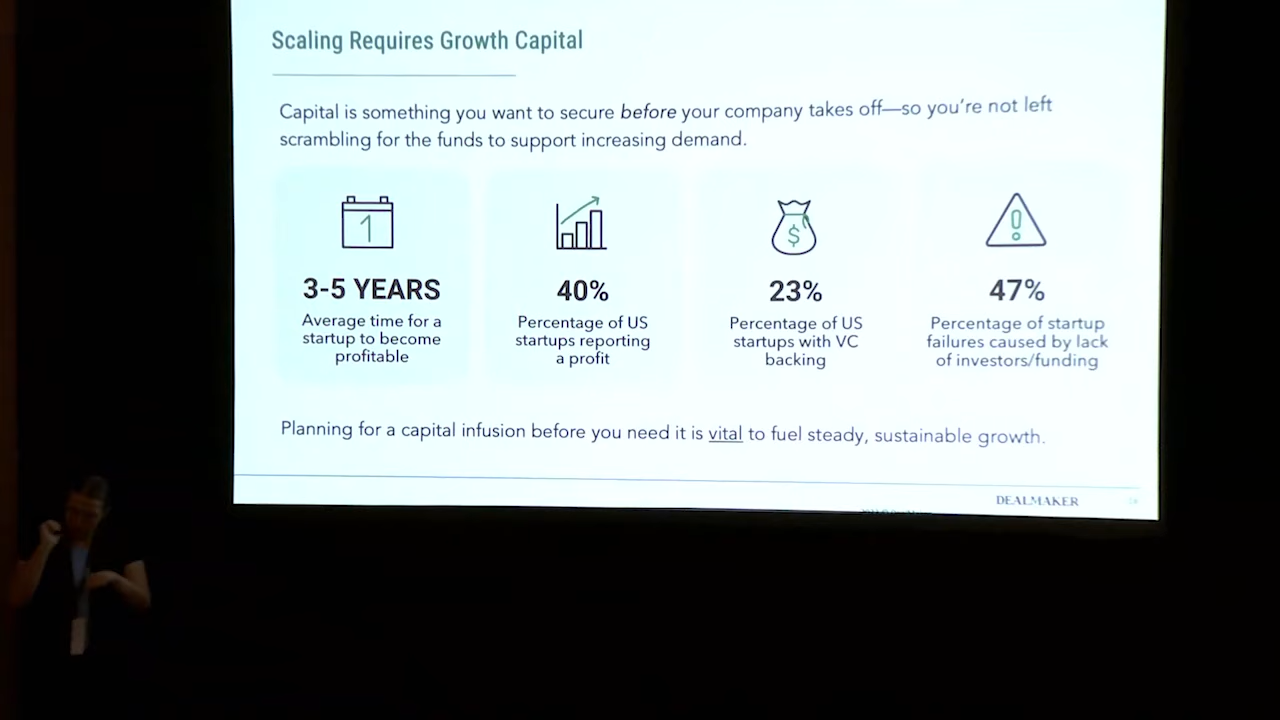 Scaling Requires Growth Capital
Capital is something you want to secure before your company takes off—so you're not left
scrambling for the funds to support increasing demand.
1
3-5 YEARS
Average time for a
startup to become
profitable
40%
Percentage of US
startups reporting
a profit
$
23%
Percentage of US
startups with VC
backing
47%
Percentage of startup
failures caused by lack
of investors/funding
Planning for a capital infusion before you need it is vital to fuel steady, sustainable growth.
DEALMAKER